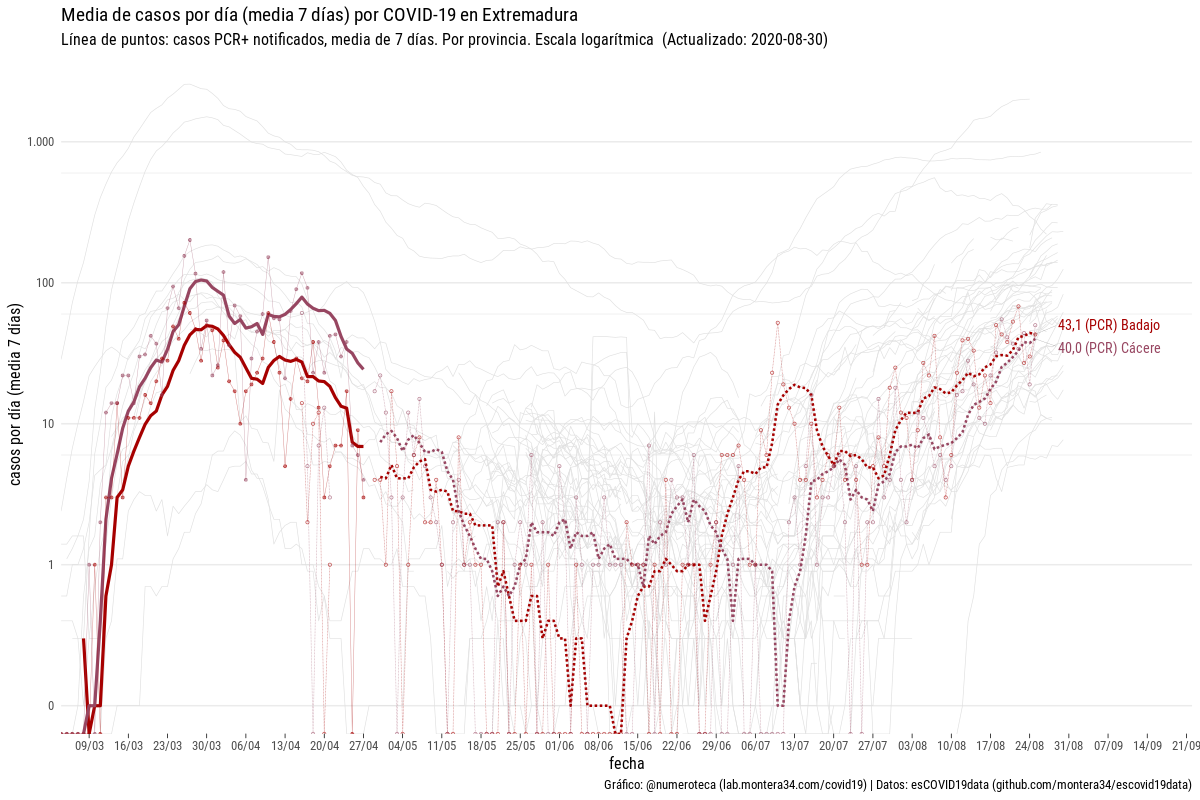 Media de casos por día (media 7 días) por COVID-19 en Extremadura
Línea de puntos: casos PCR+ notificados, media de 7 días. Por provincia. Escala logarítmica  (Actualizado: 2020-08-30)
casos por día (media 7 días)
1.000
100
10
1
0
43,1 (PCR) Badajo
40,0 (PCR) Cácere
09/03 16/03 23/03 30/03 06/04 13/04 20/04 27/04 04/05 11/05 18/05 25/05 01/06 08/06 15/06 22/06 29/06 06/07 13/07 20/07 27/07 03/08 10/08 17/08 24/08 31/08 07/09 14/09 21/09
fecha
Gráfico: @numeroteca (lab.montera34.com/covid19) | Datos: esCOVID19data (github.com/montera34/escovid19data)